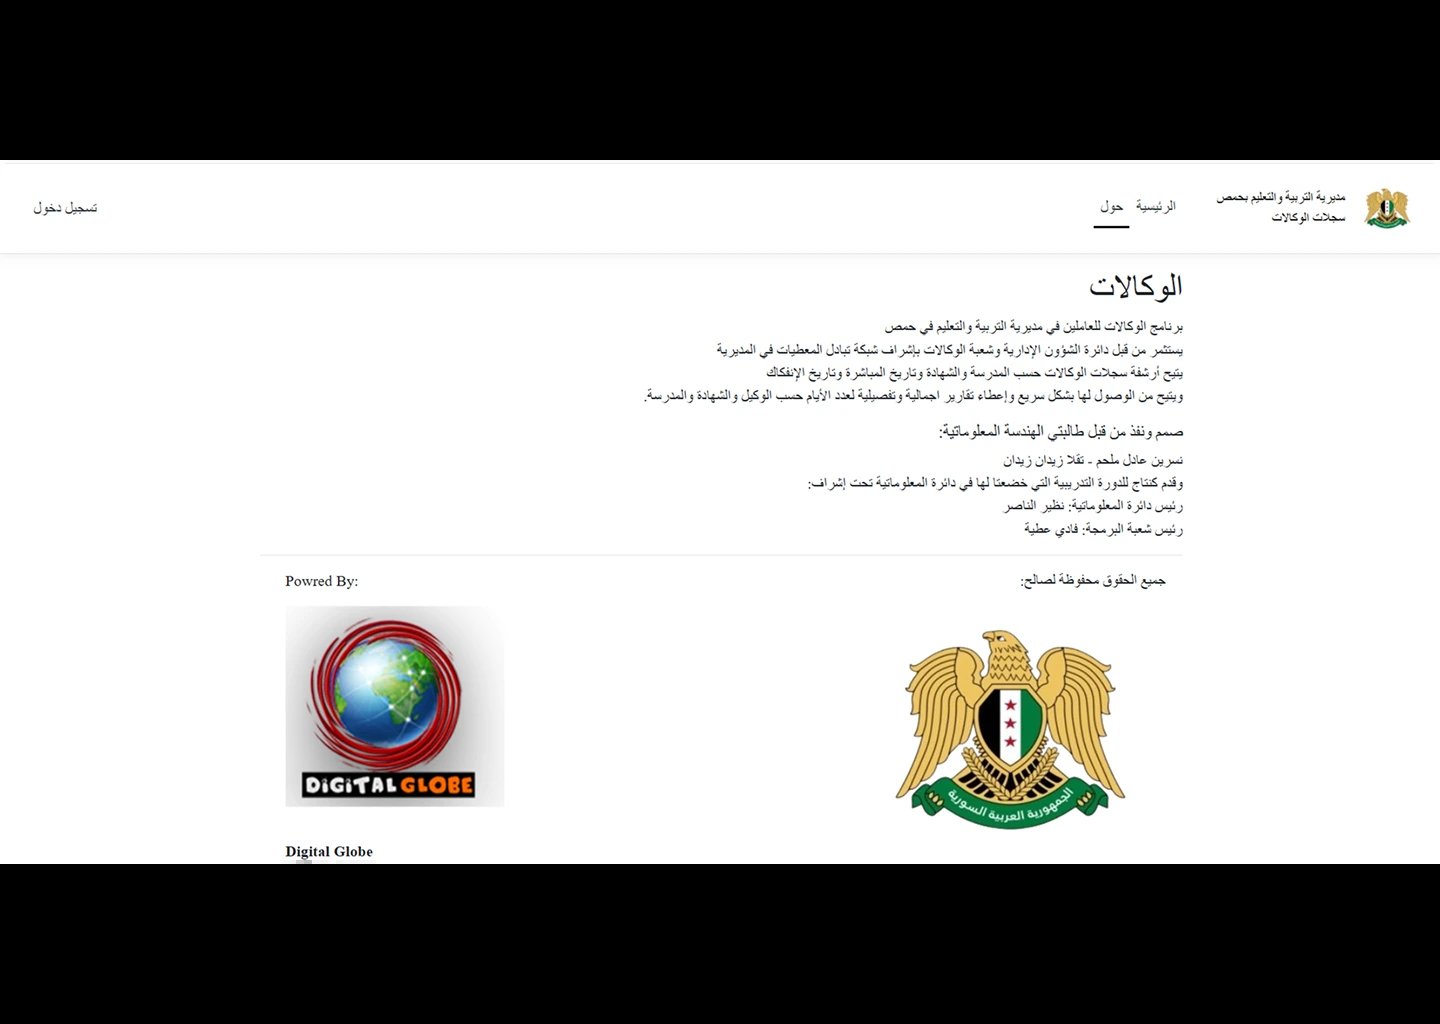 مديرية التربية والتعليم بحمص
سجلات الوكالات
الرئيسية
حول
تسجيل دخول
الوكالات
برنامج الوكالات للعاملين في مديرية التربية والتعليم في حمص
يستثمر من قبل دائرة الشؤون الإدارية وشعبة الوكالات بإشراف شبكة تبادل المعطيات في المديرية
يتيح أرشفة سجلات الوكالات حسب المدرسة والشهادة وتاريخ المباشرة وتاريخ الإنفكاك
ويتيح من الوصول لها بشكل سريع وإعطاء تقارير اجمالية وتفصيلية لعدد الأيام حسب الوكيل والشهادة والمدرسة.
صمم ونفذ من قبل طالبتي الهندسة المعلوماتية:
نسرين عادل ملحم - تقلا زيدان زيدان
وقدم كنتاج للدورة التدريبية التي خضعتا لها في دائرة المعلوماتية تحت إشراف:
رئيس دائرة المعلوماتية: نظير الناصر
رئيس شعبة البرمجة: فادي عطية
جميع الحقوق محفوظة لصالح:
الجمهورية العربية السورية
Powred By:
DIGITAL GLOBE
Digital Globe